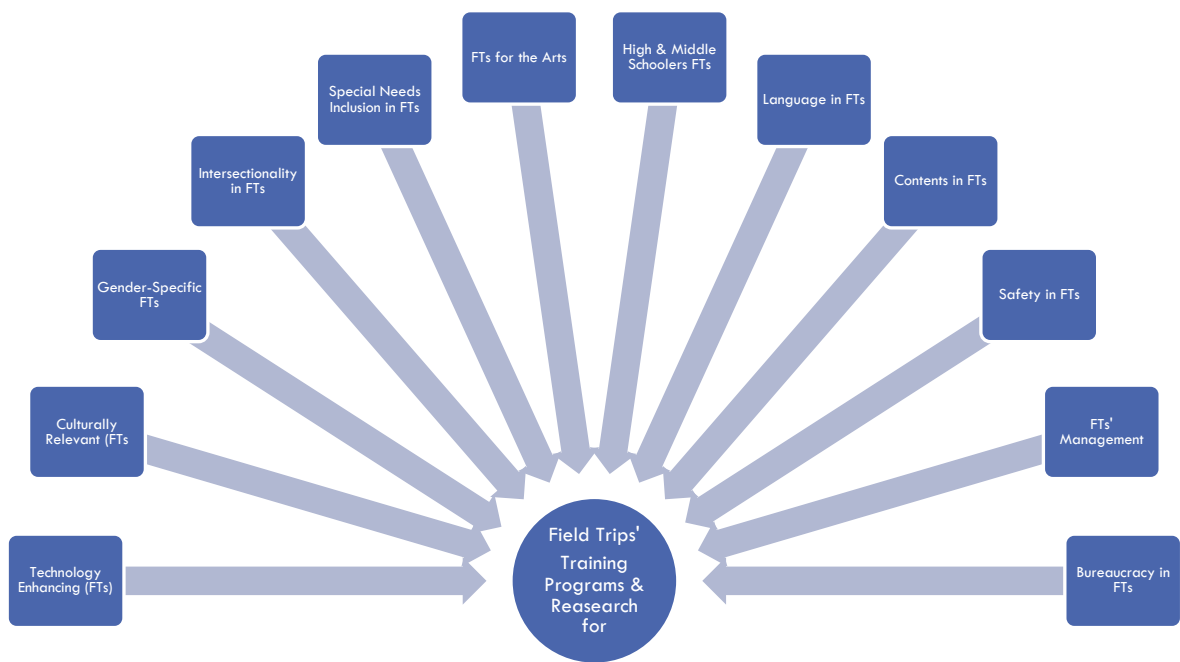 FTs for the Arts
High & Middle
Schoolers FTs
Special Needs
Inclusion in FTs
Language in FTs
Intersectionality
in FTs
Contents in FTs
Gender-Specific
FTs
Safety in FTs
Culturally
Relevant (FTs
FTs'
Management
Technology
Enhancing (FTs)
Field Trips'
Training
Programs &
Reasearch
for
Bureaucracy in
FTs